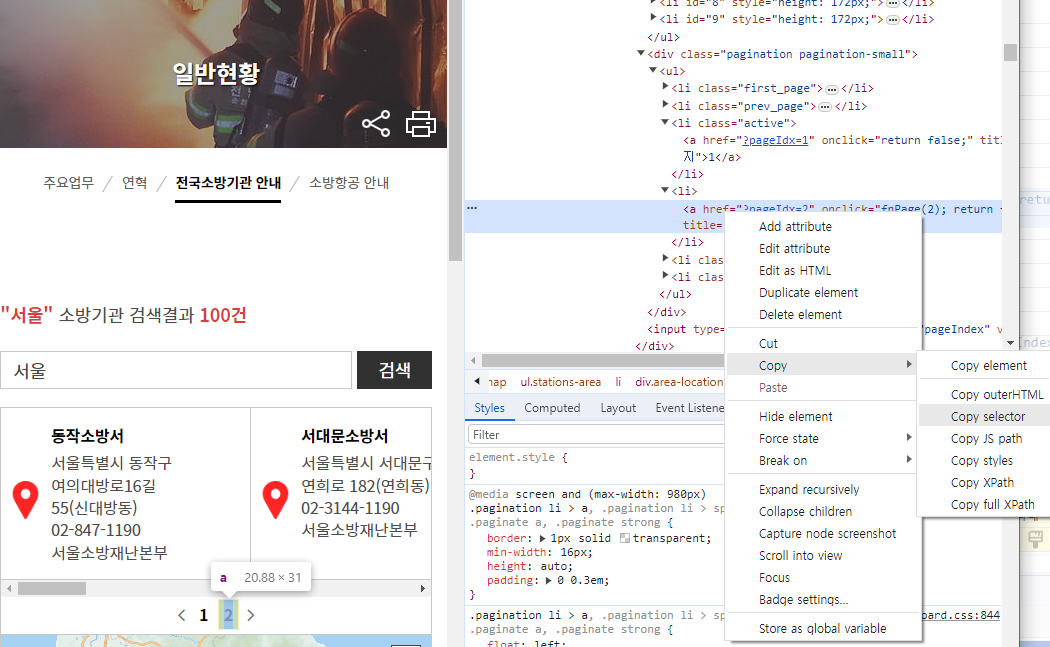 일반현황
주요업무
연혁
전국소방기관 안내
소방항공 안내
"서울" 소방기관 검색결과 100건
서울
검색
동작소방서
서울특별시 동작구
여의대방로16길
55(신대방동)
02-847-1190
서울소방재난본부
서대문소방서
서울특별시 서대문구
연희로 182(연희동)
02-3144-1190
서울소방재난본부
a 20.88 × 31
1 2
<li id="8" style="height: 172px;"> … </li>
<li id="9" style="height: 172px;"> … </li>
</ul>
<div class="pagination pagination-small">
<ul>
<li class="first_page"> … </li>
<li class="prev_page"> … </li>
<li class="active">
<a href="?pageIdx=1" onclick="return false;" tit
지">1</a>
</li>
<li>
… <a href="?pageIdx=2" onclick="fnPage(2); return
title=
</li>
<li clas
<li clas
</ul>
</div>
<input type= "pageIndex" v
</div>
ul.stations-area li div.area-location
Styles Computed Layout Event Listene
Filter
element.style {
}
@media screen and (max-width: 980px)
.pagination li > a, .pagination li > sp
.paginate a, .paginate strong {
border: 1px solid transparent;
min-width: 16px;
height: auto;
padding: 0 0.3em;
}
.pagination li > a, .pagination li > sp oard.css:844
.paginate a, .paginate strong {
float: left;
Add attribute
Edit attribute
Edit as HTML
Duplicate element
Delete element
Cut
Copy
Paste
Hide element
Force state
Break on
Expand recursively
Collapse children
Capture node screenshot
Scroll into view
Focus
Badge settings...
Store as global variable
Copy element
Copy outerHTML
Copy selector
Copy JS path
Copy styles
Copy XPath
Copy full XPath
retu
ndex